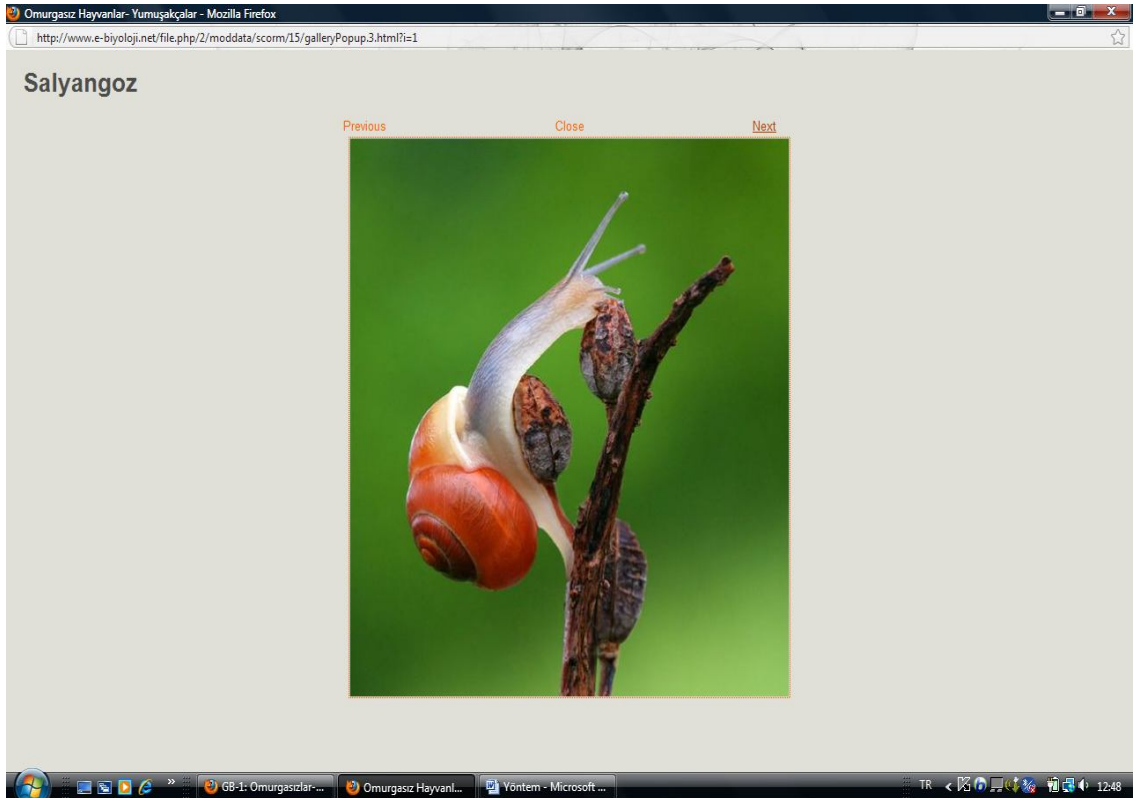 Omurgasız Hayvanlar- Yumuşakçalar - Mozilla Firefox
http://www.e-biyoloji.net/file.php/2/moddata/scorm/15/galleryPopup.3.html?i=1
Salyangoz
Previous Close Next
GB-1: Omurgasızlar-... Omurgasız Hayvanl... Yöntem - Microsoft ... TR 12:48